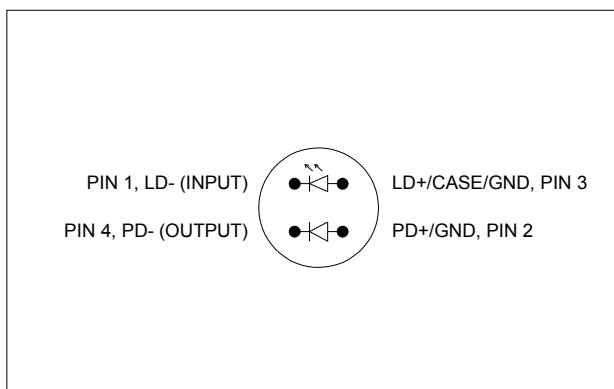 PIN 1, LD- (INPUT) LD+/CASE/GND, PIN 3
PIN 4, PD- (OUTPUT) PD+/GND, PIN 2